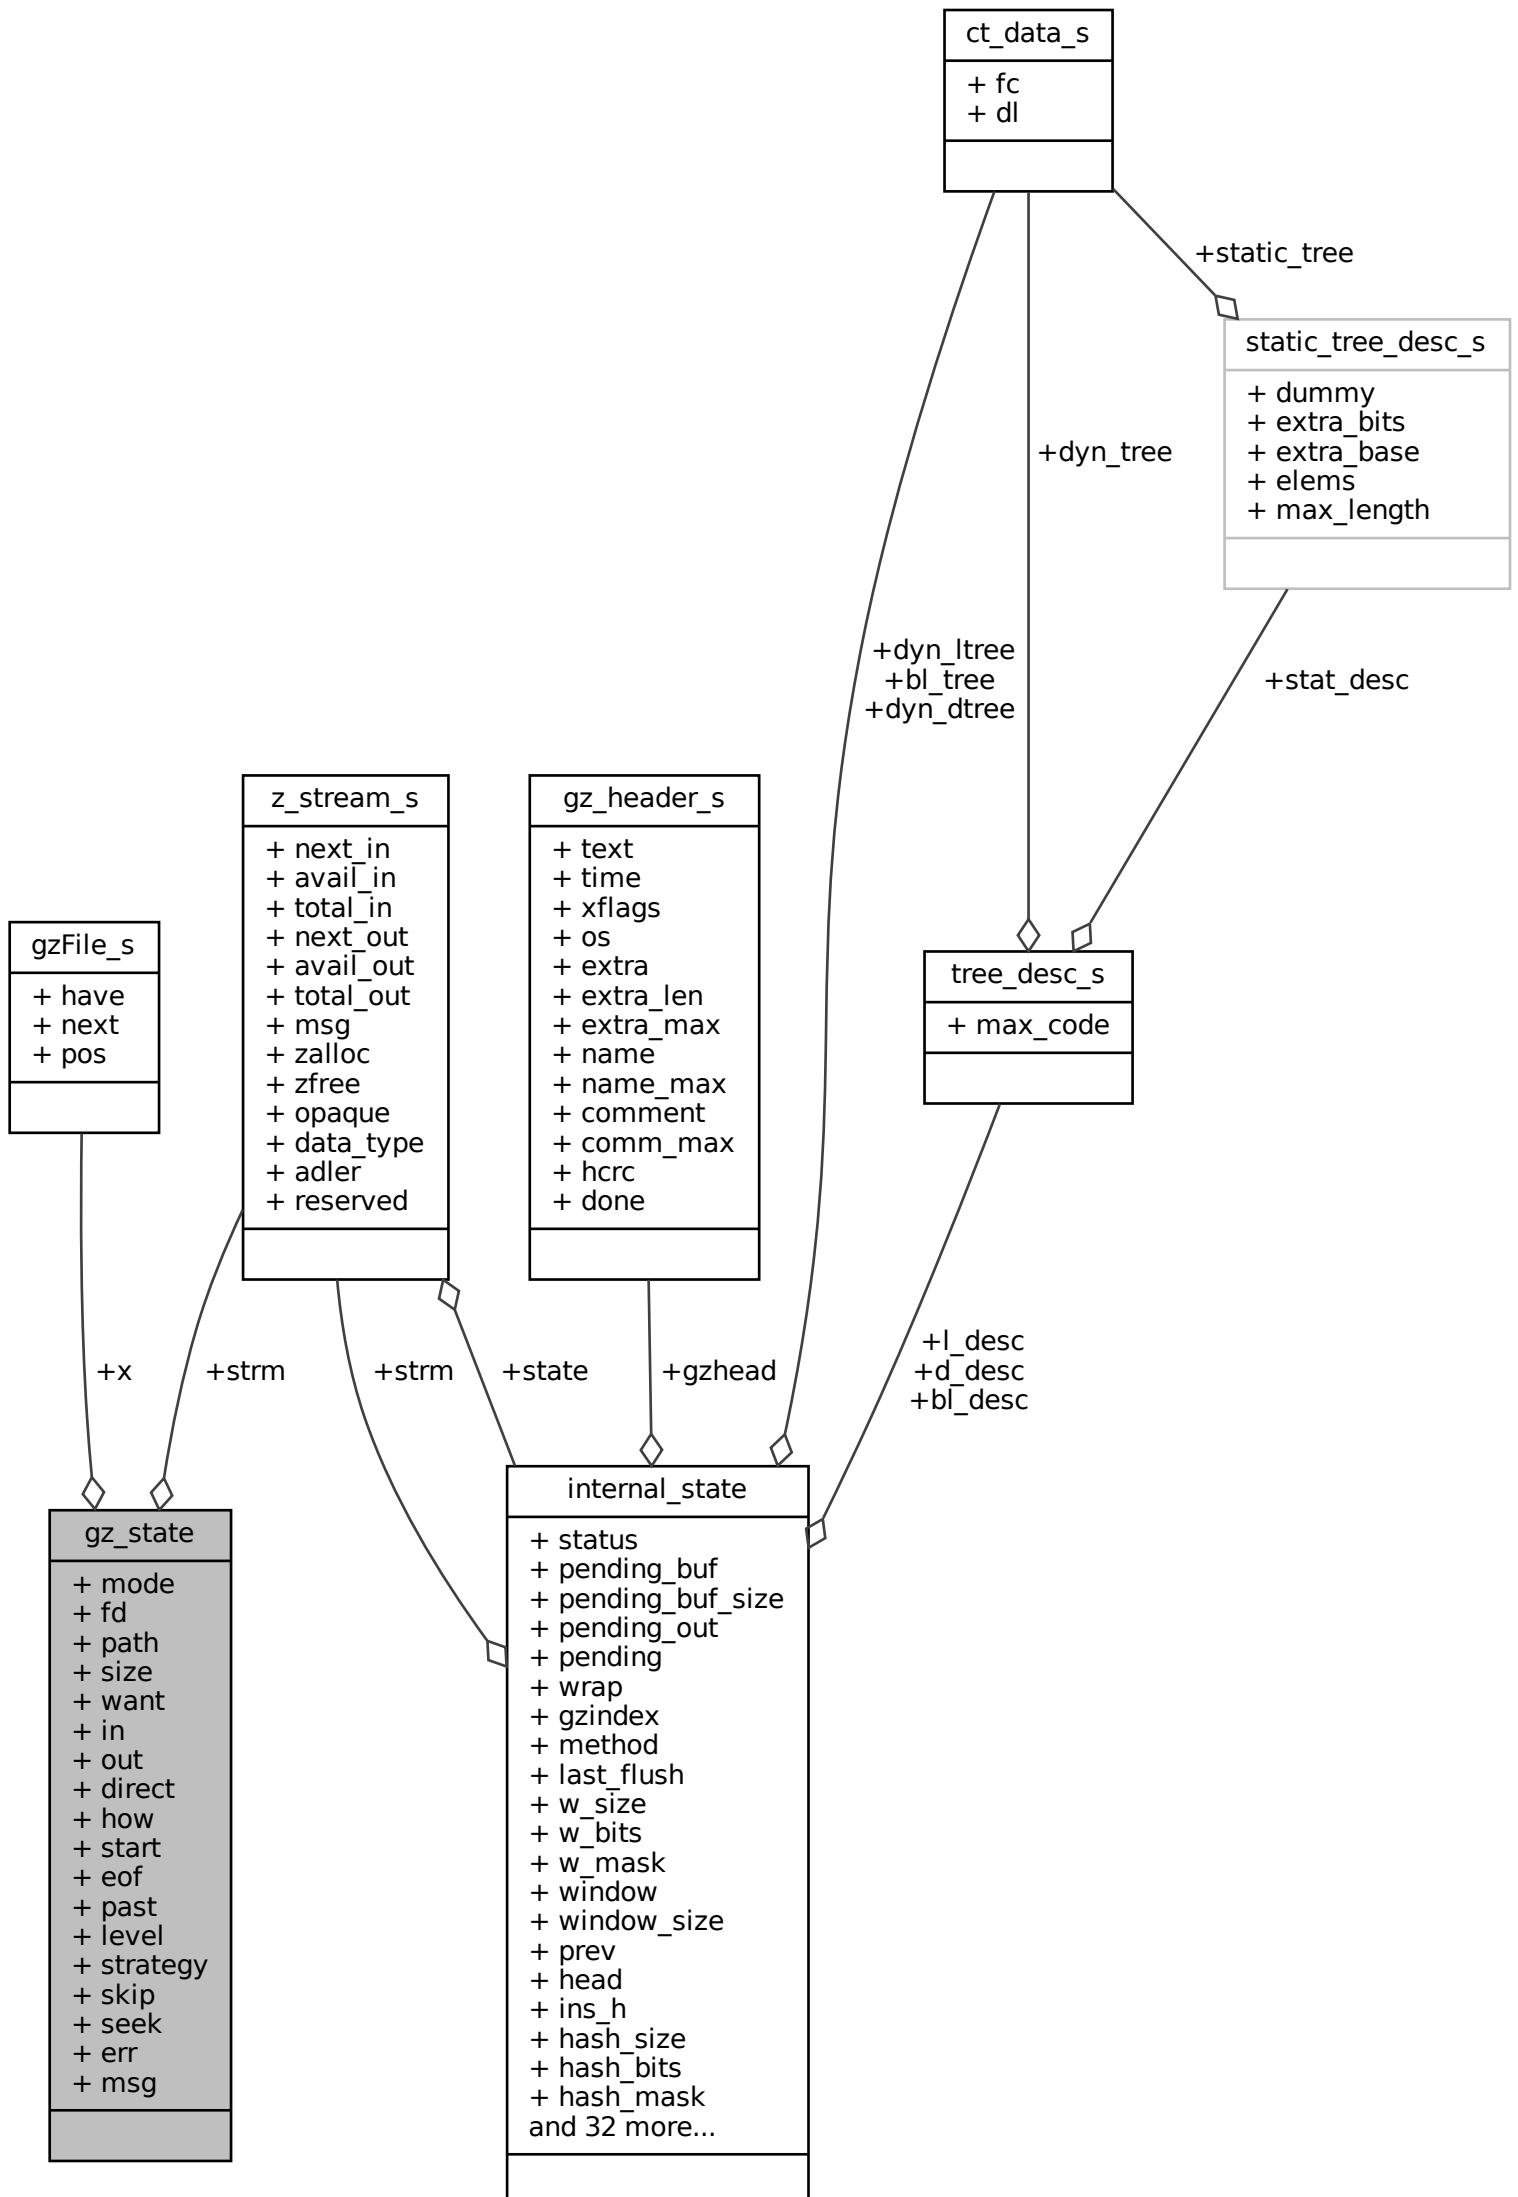 ct_data_s
+ fc
+ dl
+static_tree
static_tree_desc_s
+ dummy
+ extra_bits
+ extra_base
+ elems
+ max_length
+dyn_tree
+dyn_ltree
+bl_tree
+dyn_dtree
+stat_desc
z_stream_s
+ next_in
+ avail_in
+ total_in
+ next_out
+ avail_out
+ total_out
+ msg
+ zalloc
+ zfree
+ opaque
+ data_type
+ adler
+ reserved
gz_header_s
+ text
+ time
+ xflags
+ os
+ extra
+ extra_len
+ extra_max
+ name
+ name_max
+ comment
+ comm_max
+ hcrc
+ done
gzFile_s
+ have
+ next
+ pos
tree_desc_s
+ max_code
+x
+strm
+strm
+state
+gzhead
+l_desc
+d_desc
+bl_desc
gz_state
+ mode
+ fd
+ path
+ size
+ want
+ in
+ out
+ direct
+ how
+ start
+ eof
+ past
+ level
+ strategy
+ skip
+ seek
+ err
+ msg
internal_state
+ status
+ pending_buf
+ pending_buf_size
+ pending_out
+ pending
+ wrap
+ gzindex
+ method
+ last_flush
+ w_size
+ w_bits
+ w_mask
+ window
+ window_size
+ prev
+ head
+ ins_h
+ hash_size
+ hash_bits
+ hash_mask
and 32 more...